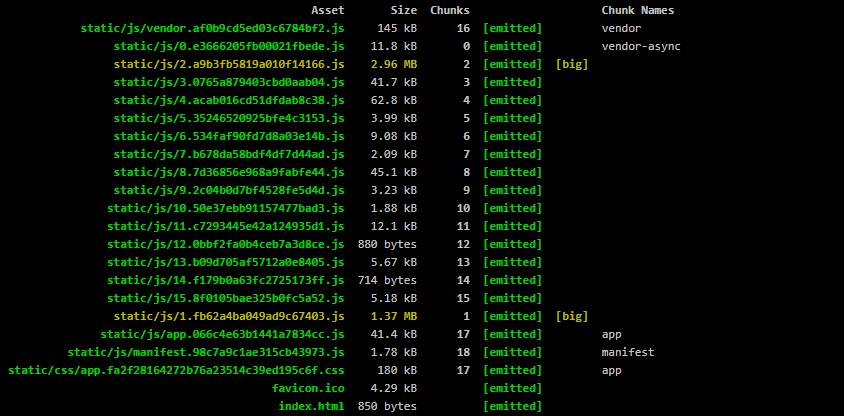 Asset Size Chunks Chunk Names
static/js/vendor.af0b9cd5ed03c6784bf2.js 145 kB 16 [emitted] vendor
static/js/0.e3666205fb00021fbede.js 11.8 kB 0 [emitted] vendor-async
static/js/2.a9b3fb5819a010f14166.js 2.96 MB 2 [emitted] [big]
static/js/3.0765a879403cbd0aab04.js 41.7 kB 3 [emitted]
static/js/4.acab016cd51dfdab8c38.js 62.8 kB 4 [emitted]
static/js/5.35246520925bfe4c3153.js 3.99 kB 5 [emitted]
static/js/6.534faf90fd7d8a03e14b.js 9.08 kB 6 [emitted]
static/js/7.b678da58bdf4df7d44ad.js 2.09 kB 7 [emitted]
static/js/8.7d36856e968a9fabfe44.js 45.1 kB 8 [emitted]
static/js/9.2c04b0d7bf4528fe5d4d.js 3.23 kB 9 [emitted]
static/js/10.50e37ebb91157477bad3.js 1.88 kB 10 [emitted]
static/js/11.c7293445e42a124935d1.js 12.1 kB 11 [emitted]
static/js/12.0bbf2fa0b4ceb7a3d8ce.js 880 bytes 12 [emitted]
static/js/13.b09d705af5712a0e8405.js 5.67 kB 13 [emitted]
static/js/14.f179b0a63fc2725173ff.js 714 bytes 14 [emitted]
static/js/15.8f0105bae325b0fc5a52.js 5.18 kB 15 [emitted]
static/js/1.fb62a4ba049ad9c67403.js 1.37 MB 1 [emitted] [big]
static/js/app.066c4e63b1441a7834cc.js 41.4 kB 17 [emitted] app
static/js/manifest.98c7a9c1ae315cb43973.js 1.78 kB 18 [emitted] manifest
static/css/app.fa2f28164272b76a23514c39ed195c6f.css 180 kB 17 [emitted] app
favicon.ico 4.29 kB [emitted]
index.html 850 bytes [emitted]